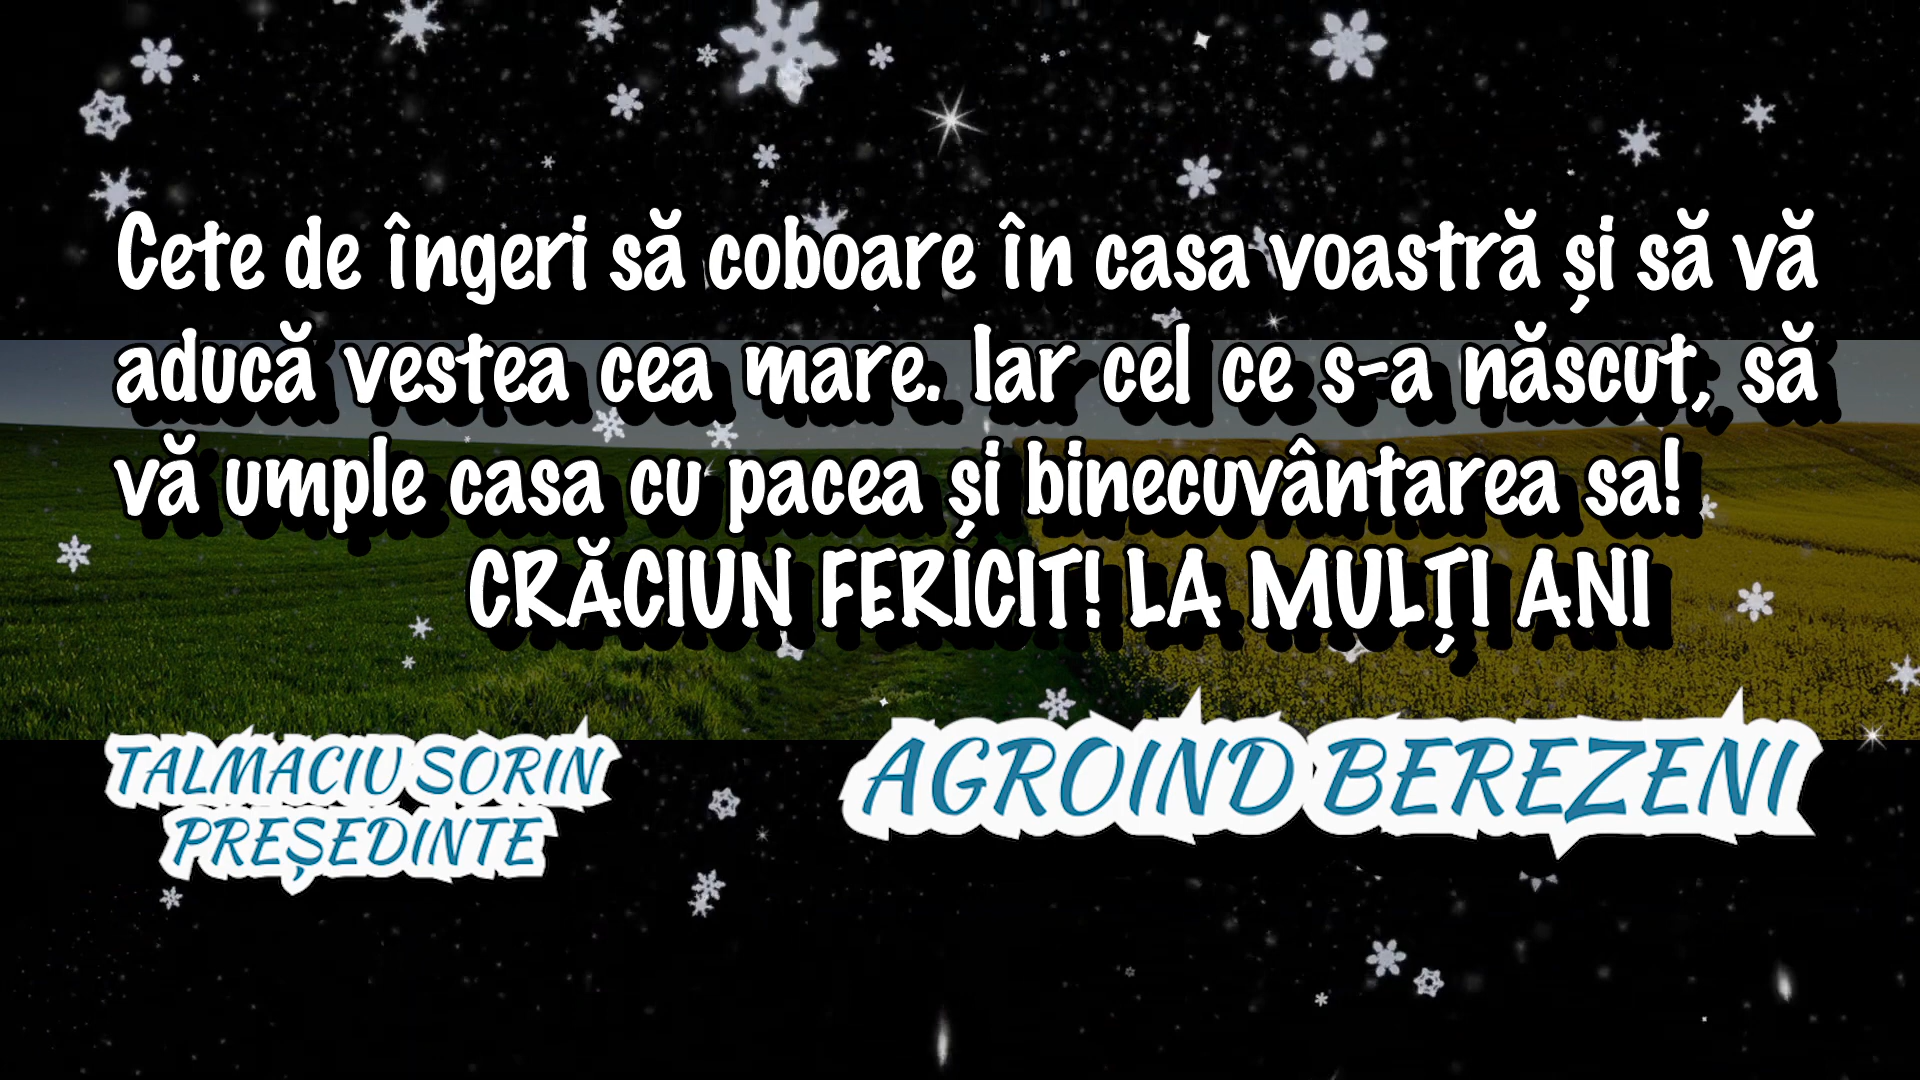 Cete de îngeri să coboare în casa voastră și să vă
aducă vestea cea mare. Iar cel ce s-a născut, să
vă umple casa cu pacea și binecuvântarea sa!
CRĂCIUN FERICIT! LA MULȚI ANI
TALMACIU SORIN
PREȘEDINTE
AGROIND BEREZENI